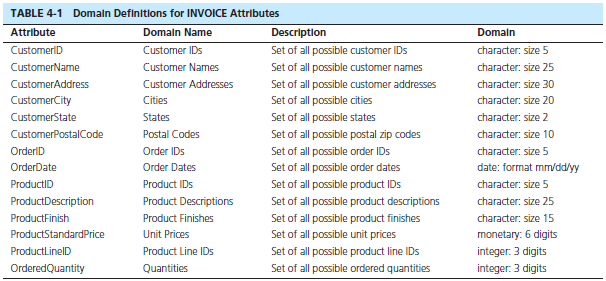 TABLE 4-1 Domain Definitions for INVOICE Attributes
Attribute Domain Name Description Domain
CustomerID Customer IDs Set of all possible customer IDs character: size 5
CustomerName Customer Names Set of all possible customer names character: size 25
CustomerAddress Customer Addresses Set of all possible customer addresses character: size 30
CustomerCity Cities Set of all possible cities character: size 20
CustomerState States Set of all possible states character: size 2
CustomerPostalCode Postal Codes Set of all possible postal zip codes character: size 10
OrderID Order IDs Set of all possible order IDs character: size 5
OrderDate Order Dates Set of all possible order dates date: format mm/dd/yy
ProductID Product IDs Set of all possible product IDs character: size 5
ProductDescription Product Descriptions Set of all possible product descriptions character: size 25
ProductFinish Product Finishes Set of all possible product finishes character: size 15
ProductStandardPrice Unit Prices Set of all possible unit prices monetary: 6 digits
ProductLineID Product Line IDs Set of all possible product line IDs integer: 3 digits
OrderedQuantity Quantities Set of all possible ordered quantities integer: 3 digits